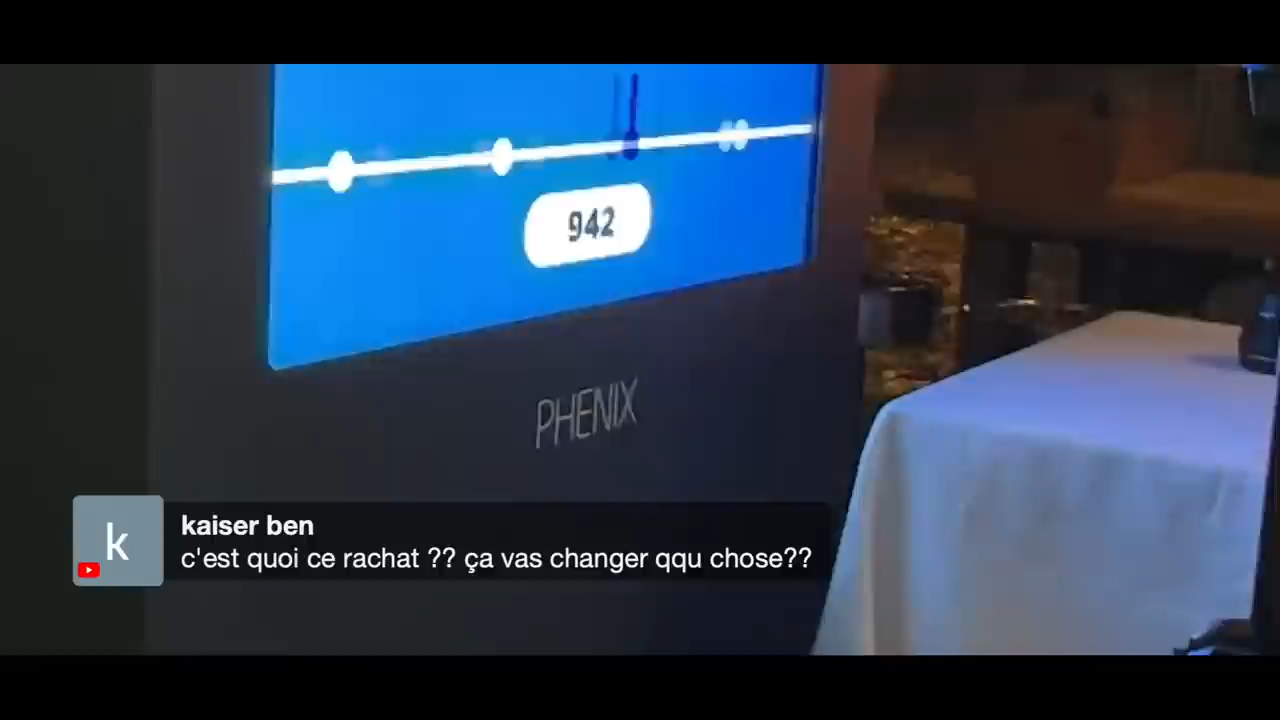 942
PHENIX
k
kaiser ben
c'est quoi ce rachat ?? ça vas changer qqu chose??